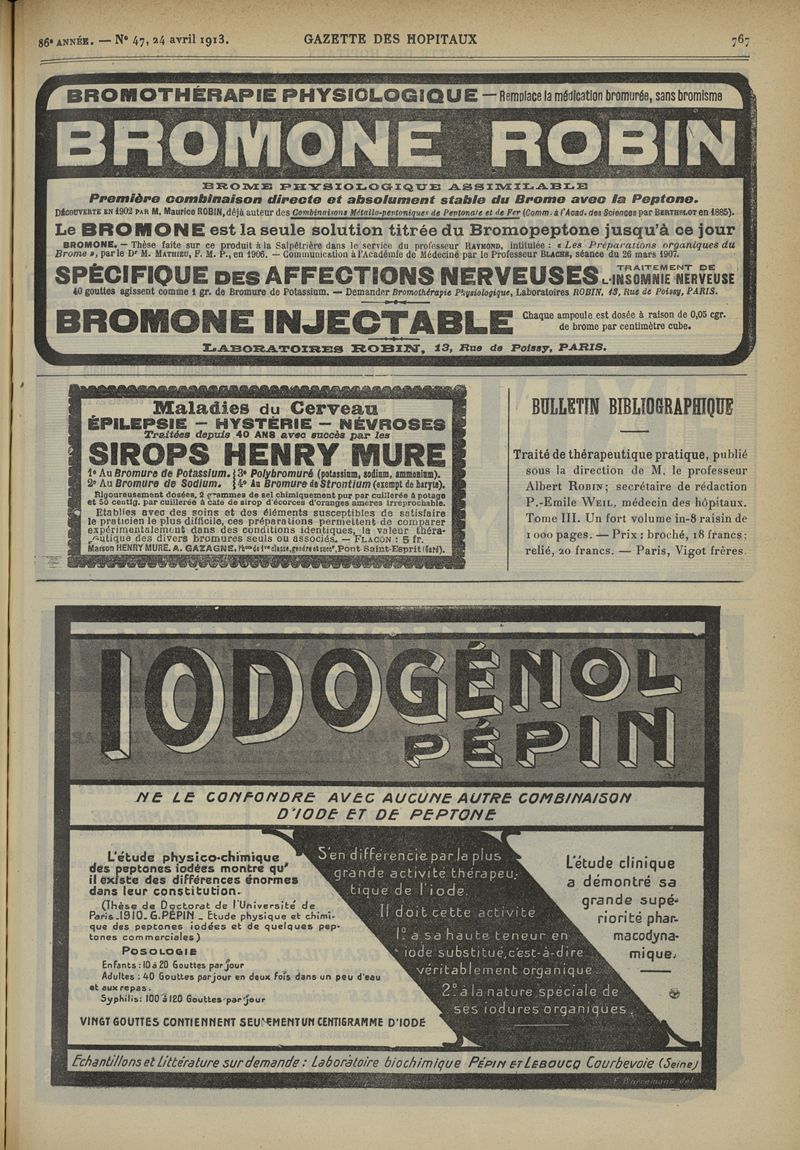 86e ANNÉE. — No 47, 24 avril 1913.
GAZETTE DES HOPITAUX
767
BROMOTHÉRAPIE PHYSIOLOGIQUE — Remplace la médication bromurée, sans bromisme
BROMONE ROBIN
BROME PHYSIOLOGIQUE ASSIMILABLE
Première combinaison directe et absolument stable du Brome avec la Peptone.
DÉCOUVERTE EN 1902 PAR M. Maurice ROBIN, déjà auteur des Combinaisons Métallo-peptoniques de Peptonate et de Fer (Comm. à l'Acad. des Sciences par BERTHELOT en 1885).
Le BROMONE est la seule solution titrée du Bromopeptone jusqu'à ce jour
BROMONE. — Thèse faite sur ce produit à la Salpêtrière dans le service du professeur RAYMOND, intitulée : « Les Préparations organiques du
Brome », par le Dr M. MATHIEU, F. M. P., en 1906. — Communication à l'Académie de Médecine par le Professeur BLACHE, séance du 26 mars 1907.
SPÉCIFIQUE DES AFFECTIONS NERVEUSES
TRAITEMENT DE
L'INSOMNIE NERVEUSE
40 gouttes agissent comme 1 gr. de Bromure de Potassium. — Demander Bromothérapie Physiologique, Laboratoires ROBIN, 13, Rue de Poissy, PARIS.
BROMONE INJECTABLE
Chaque ampoule est dosée à raison de 0,05 cgr.
de brome par centimètre cube.
LABORATOIRES ROBIN, 13, Rue de Poissy, PARIS.
Maladies du Cerveau
ÉPILEPSIE — HYSTÉRIE — NÉVROSES
Traitées depuis 40 ANS avec succès par les
SIROPS HENRY MURE
1o Au Bromure de Potassium. 3o Polybromuré (potassium, sodium, ammonium).
2o Au Bromure de Sodium. 4o Au Bromure de Strontium (exempt de baryte).
Rigoureusement dosées, 2 grammes de sel chimiquement pur par cuillerée à potage
et 50 centig. par cuillerée à café de sirop d'écorces d'oranges amères irréprochable.
Etablies avec des soins et des éléments susceptibles de satisfaire
le praticien le plus difficile, ces préparations permettent de comparer
expérimentalement dans des conditions identiques, la valeur théra-
peutique des divers bromures seuls ou associés. — FLACON : 5 fr.
Maison HENRY MURE. A. GAZAGNE, Phen de 1re classe, gendre et succr, Pont-Saint-Esprit (Gard).
BULLETIN BIBLIOGRAPHIQUE
Traité de thérapeutique pratique, publié
sous la direction de M. le professeur
Albert ROBIN; secrétaire de rédaction
P.-Emile WEIL, médecin des hôpitaux.
Tome III. Un fort volume in-8 raisin de
1 000 pages. — Prix : broché, 18 francs;
relié, 20 francs. — Paris, Vigot frères.
IODOGÉNOL
PÉPIN
NE LE CONFONDRE AVEC AUCUNE AUTRE COMBINAISON
D'IODE ET DE PEPTONE
L'étude physico-chimique
des peptones iodées montre qu'
il existe des différences énormes
dans leur constitution.
(Thèse de Doctorat de l'Université de
Paris. 1910. G. PÉPIN _ Etude physique et chimi-
que des peptones iodées et de quelques pep-
tones commerciales)
POSOLOGIE
Enfants : 10 à 20 Gouttes par jour
Adultes : 40 Gouttes par jour en deux fois dans un peu d'eau
et aux repas.
Syphilis : 100 à 120 Gouttes par jour
VINGT GOUTTES CONTIENNENT SEULEMENT UN CENTIGRAMME D'IODE
S'en différencie par la plus
grande activité thérapeu-
tique de l'iode.
Il doit cette activité
1o à sa haute teneur en
iode substitué, c'est-à-dire
véritablement organique
2o à la nature spéciale de
ses iodures organiques.
L'étude clinique
a démontré sa
grande supé-
riorité phar-
macodyna-
mique.
Echantillons et Littérature sur demande : Laboratoire biochimique PÉPIN ET LEBOUCQ Courbevoie (Seine)